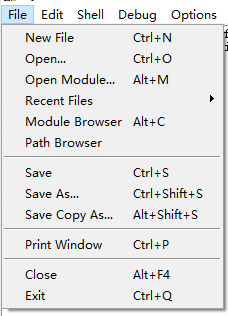 File Edit Shell Debug Options
New File Ctrl+N
Open... Ctrl+O
Open Module... Alt+M
Recent Files
Module Browser Alt+C
Path Browser
Save Ctrl+S
Save As... Ctrl+Shift+S
Save Copy As... Alt+Shift+S
Print Window Ctrl+P
Close Alt+F4
Exit Ctrl+Q